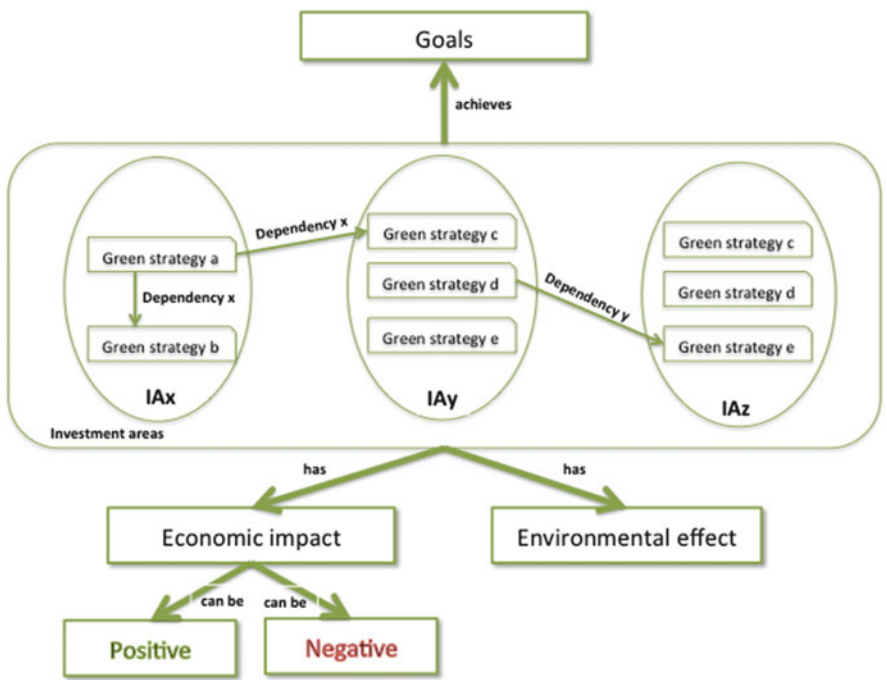 Goals
achieves
Green strategy a
Dependency x
Green strategy b
IAx
Dependency x
Green strategy c
Green strategy d
Green strategy e
IAy
Dependency y
Green strategy c
Green strategy d
Green strategy e
IAz
Investment areas
has
has
Economic impact
Environmental effect
can be
can be
Positive
Negative